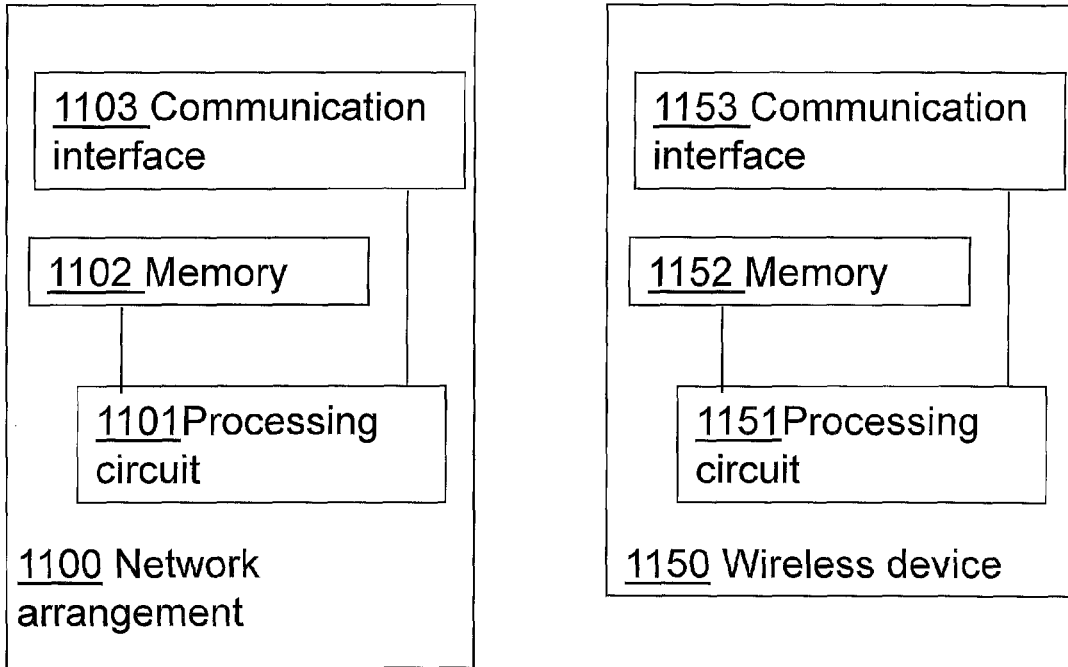 1103 Communication
interface
1102 Memory
1101Processing
circuit
1100 Network
arrangement
1153 Communication
interface
1152 Memory
1151Processing
circuit
1150 Wireless device